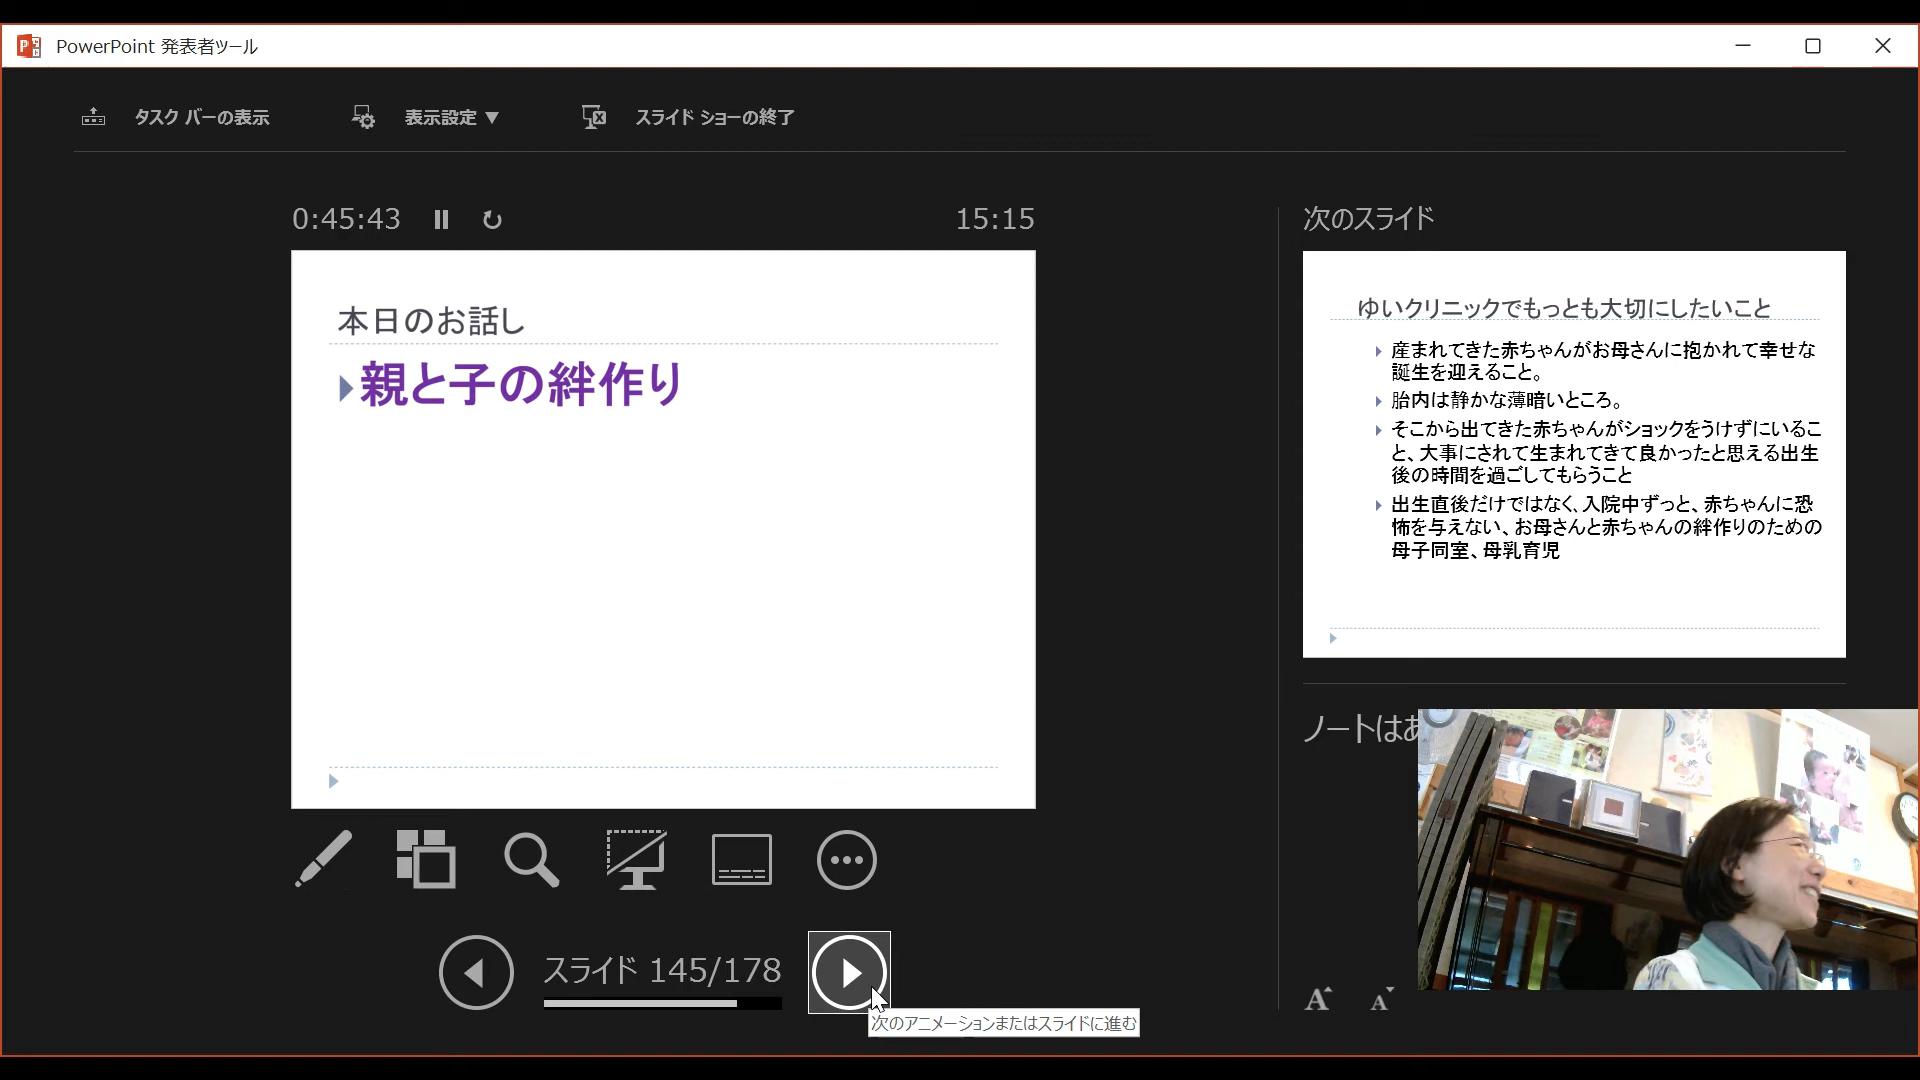 PowerPoint 発表者ツール
タスク バーの表示
表示設定 ▼
スライド ショーの終了
0:45:43
15:15
本日のお話し
親と子の絆作り
スライド 145/178
次のアニメーションまたはスライドに進む
次のスライド
ゆいクリニックでもっとも大切にしたいこと
産まれてきた赤ちゃんがお母さんに抱かれて幸せな
誕生を迎えること。
胎内は静かな薄暗いところ。
そこから出てきた赤ちゃんがショックをうけずにいるこ
と、大事にされて生まれてきて良かったと思える出生
後の時間を過ごしてもらうこと
出生直後だけではなく、入院中ずっと、赤ちゃんに恐
怖を与えない、お母さんと赤ちゃんの絆作りのための
母子同室、母乳育児
ノートはあ
A A